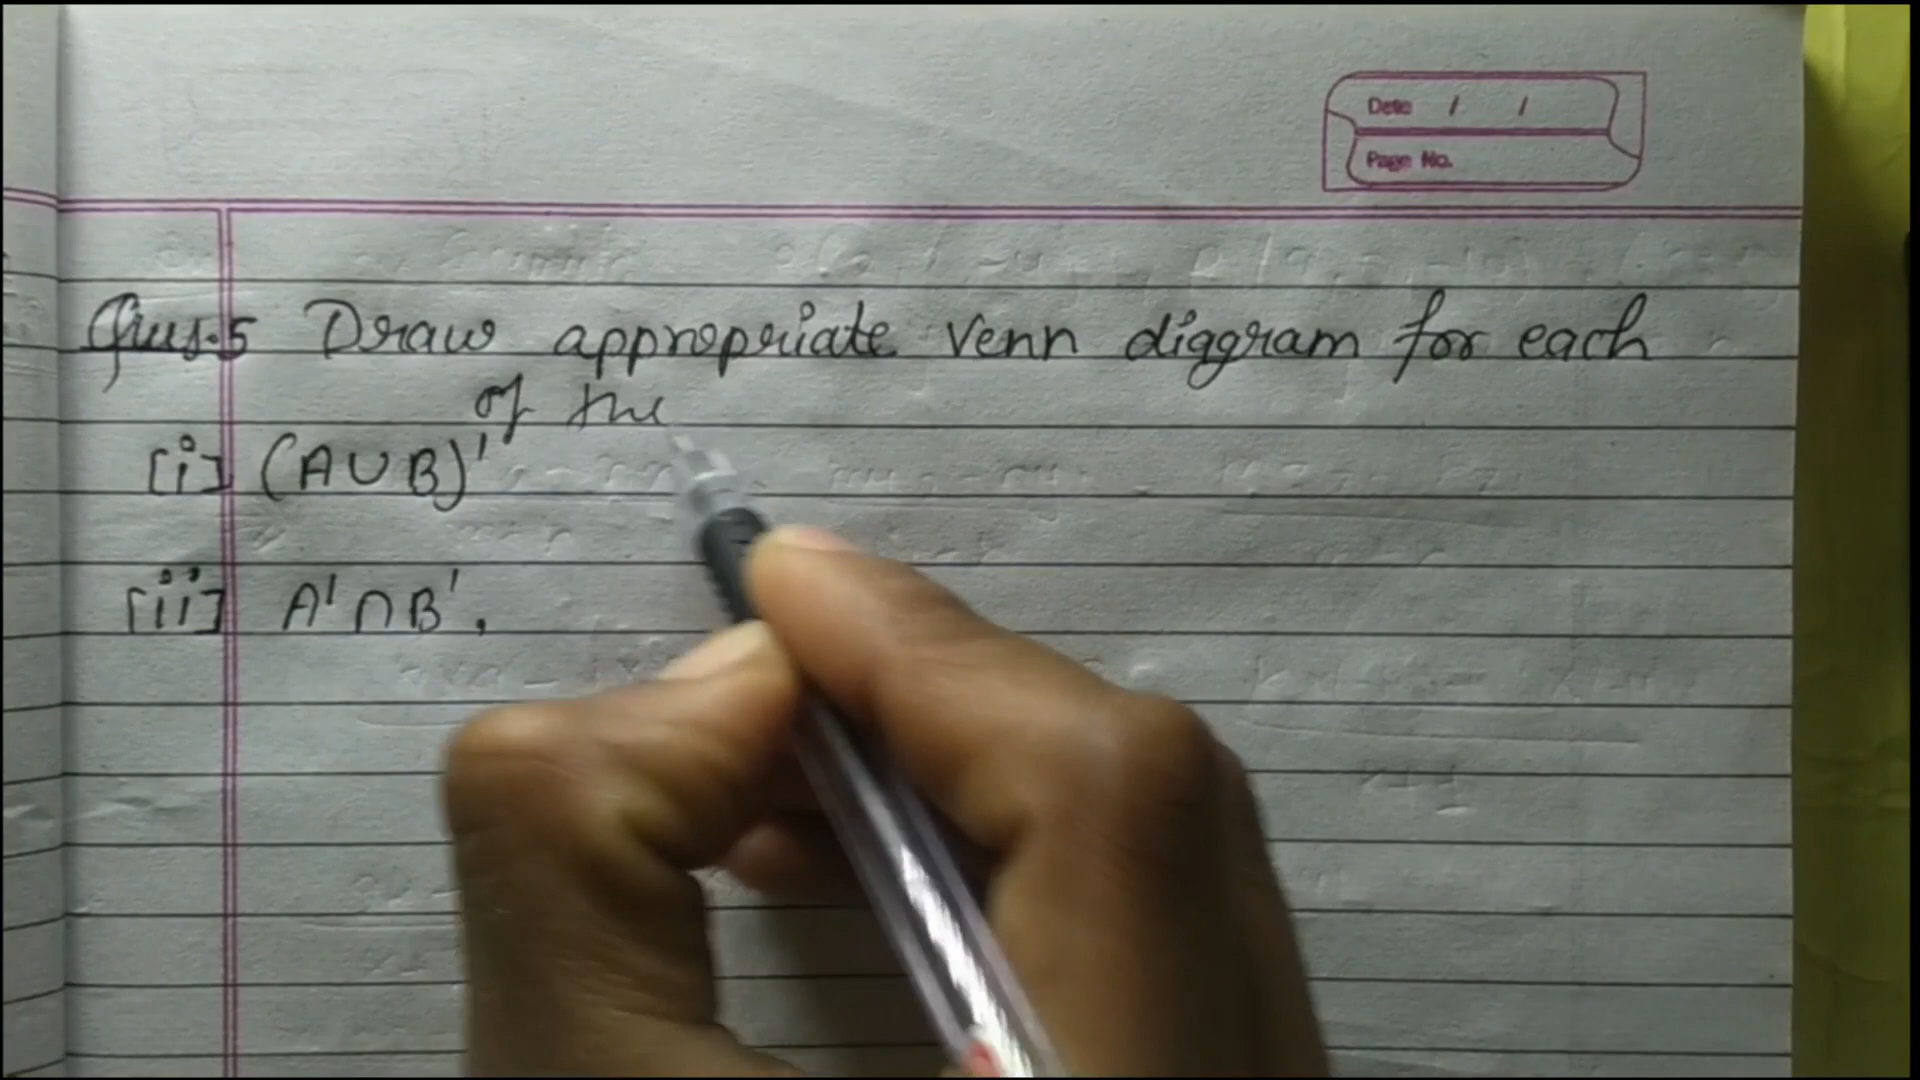 Date / /
Page No.
Ques.5 Draw appropriate Venn diagram for each
of the
[i] (A∪B)'
[ii] A'∩B'.